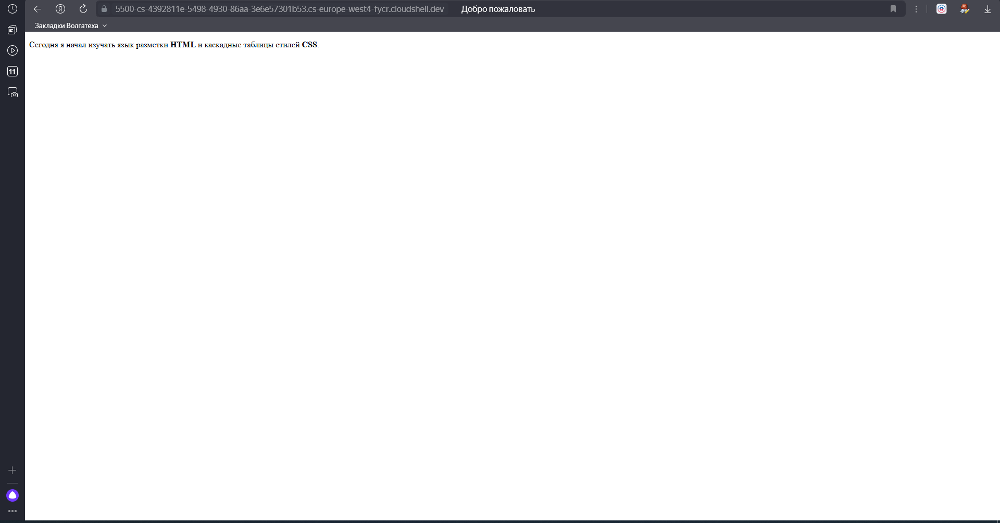 5500-cs-4392811e-5498-4930-86aa-3e6e57301b53.cs-europe-west4-fycr.cloudshell.dev Добро пожаловать
Закладки Волгатеха
Сегодня я начал изучать язык разметки HTML и каскадные таблицы стилей CSS.
Я
11